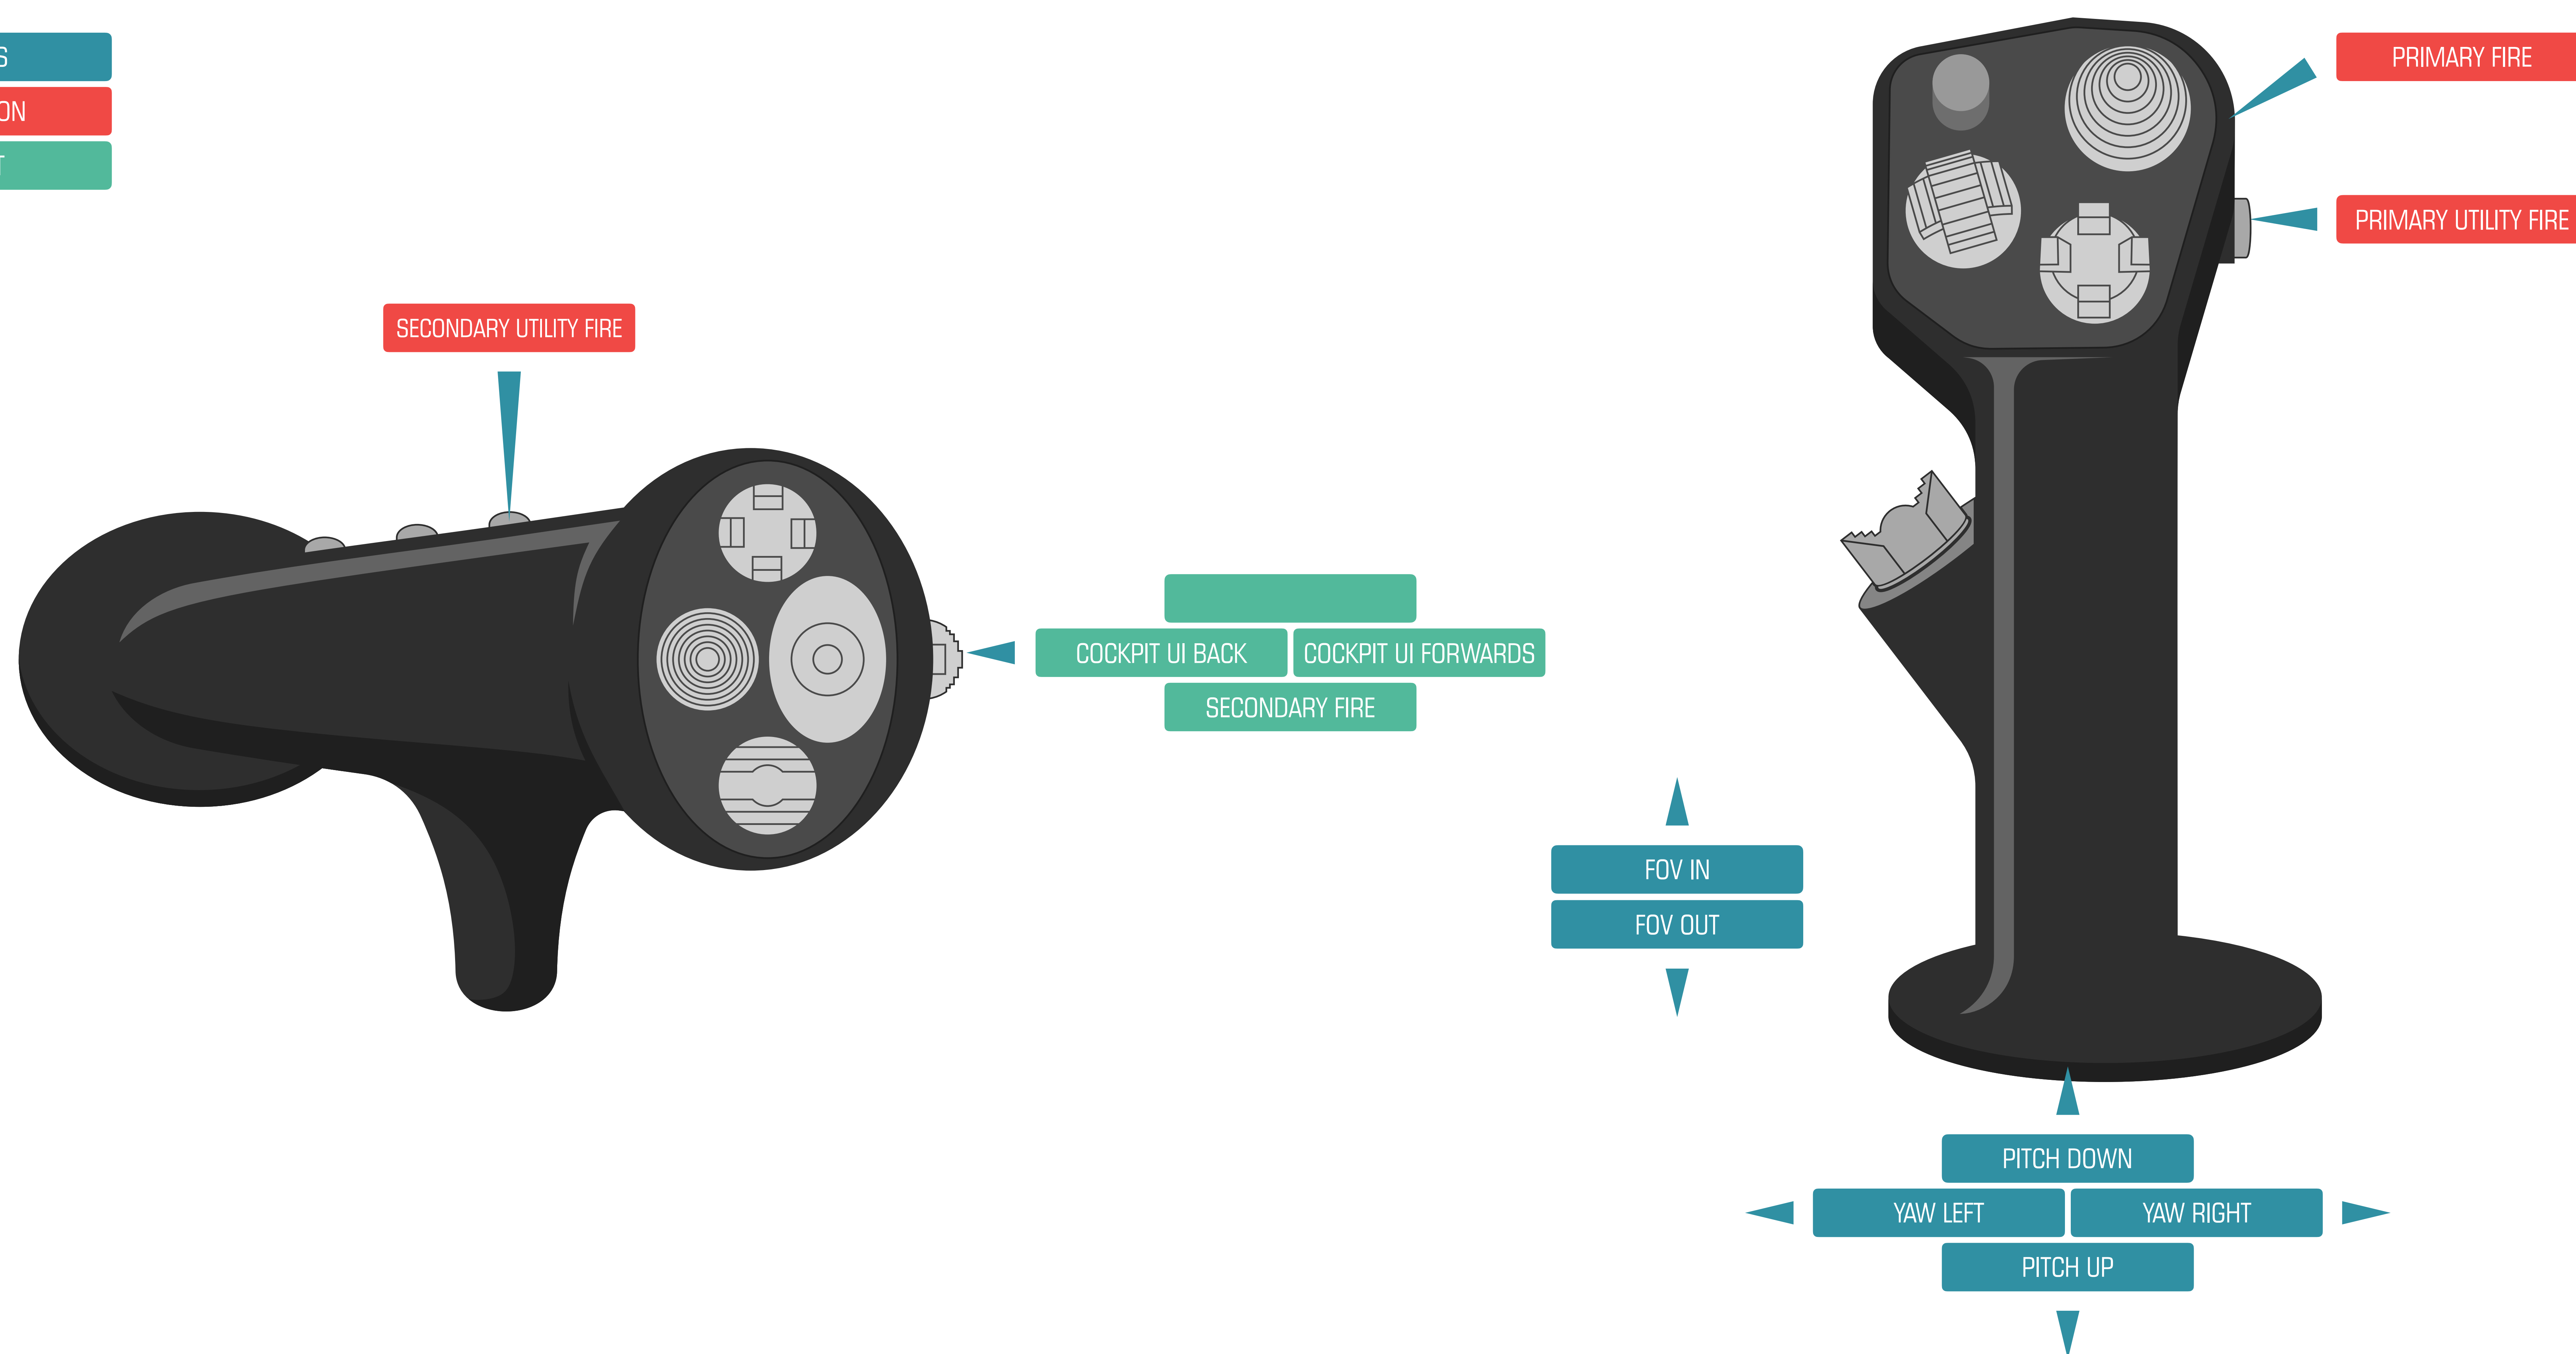 S
ON
T
PRIMARY FIRE
PRIMARY UTILITY FIRE
SECONDARY UTILITY FIRE
COCKPIT UI BACK
COCKPIT UI FORWARDS
SECONDARY FIRE
FOV IN
FOV OUT
PITCH DOWN
YAW LEFT
YAW RIGHT
PITCH UP